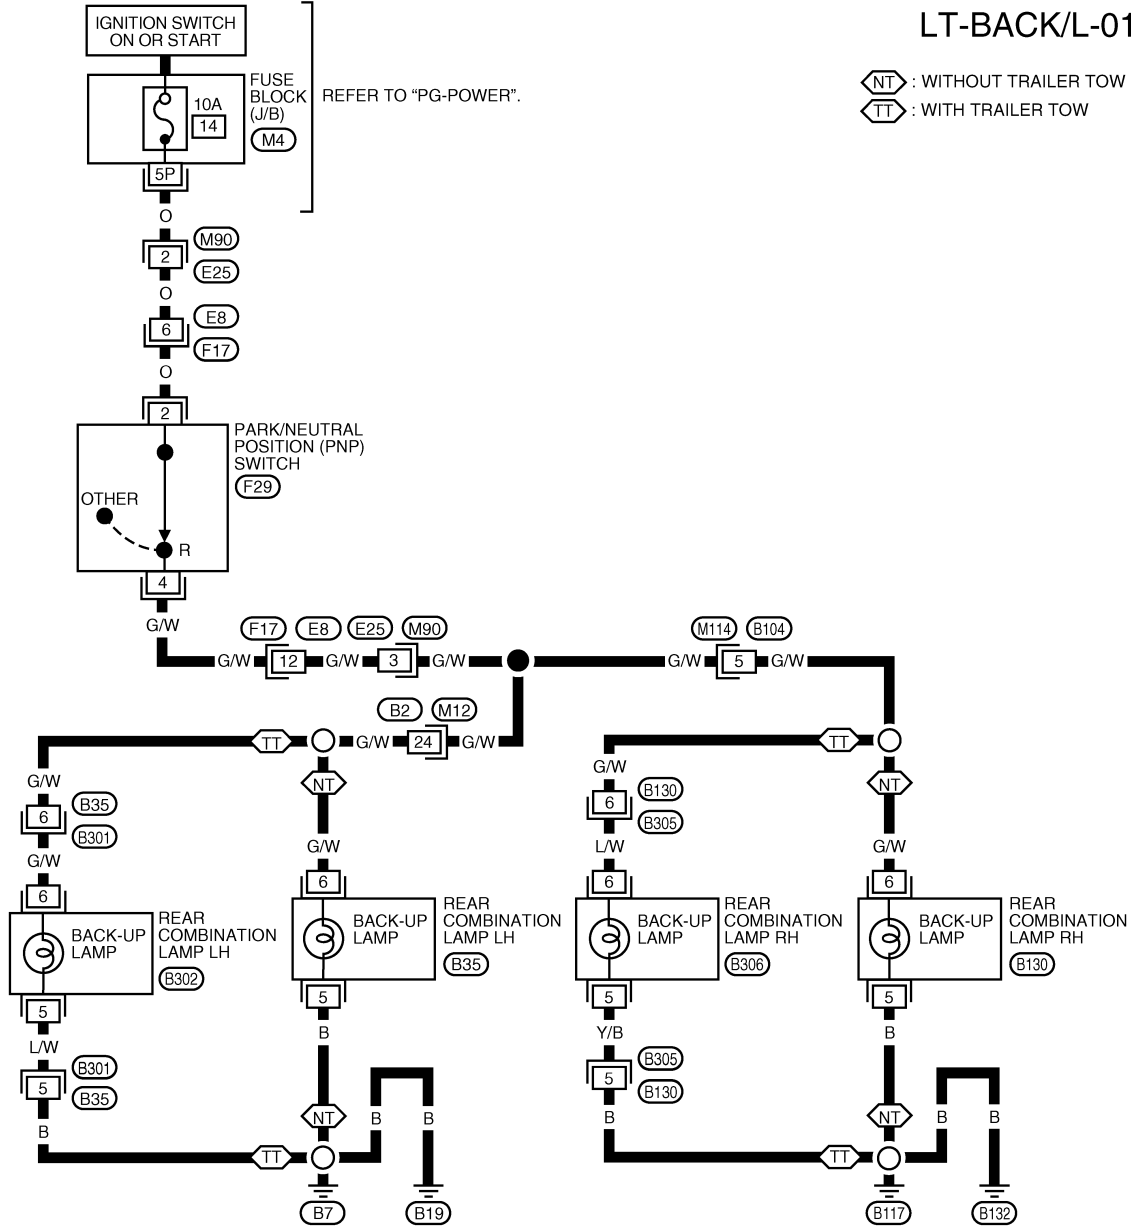 LT-BACK/L-01
NT : WITHOUT TRAILER TOW
TT : WITH TRAILER TOW
IGNITION SWITCH
ON OR START
FUSE
BLOCK
(J/B)
M4
REFER TO “PG-POWER”.
10A
14
5P
O
M90
2
E25
O
E8
6
F17
O
2
PARK/NEUTRAL
POSITION (PNP)
SWITCH
F29
OTHER
R
4
G/W
F17 E8 E25 M90 M114 B104
G/W 12 G/W 3 G/W G/W 5 G/W
B2 M12
TT G/W 24 G/W TT
NT NT
G/W
B35
6
B301
G/W
6
G/W
6
G/W
B130
6
B305
L/W
6
G/W
6
BACK-UP
LAMP
REAR
COMBINATION
LAMP LH
B302
BACK-UP
LAMP
REAR
COMBINATION
LAMP LH
B35
BACK-UP
LAMP
REAR
COMBINATION
LAMP RH
B306
BACK-UP
LAMP
REAR
COMBINATION
LAMP RH
B130
5
L/W
B301
5
B35
B
5
B
NT
B B
5
Y/B
B305
5
B130
B
5
B
NT
B B
TT TT
B7 B19 B117 B132